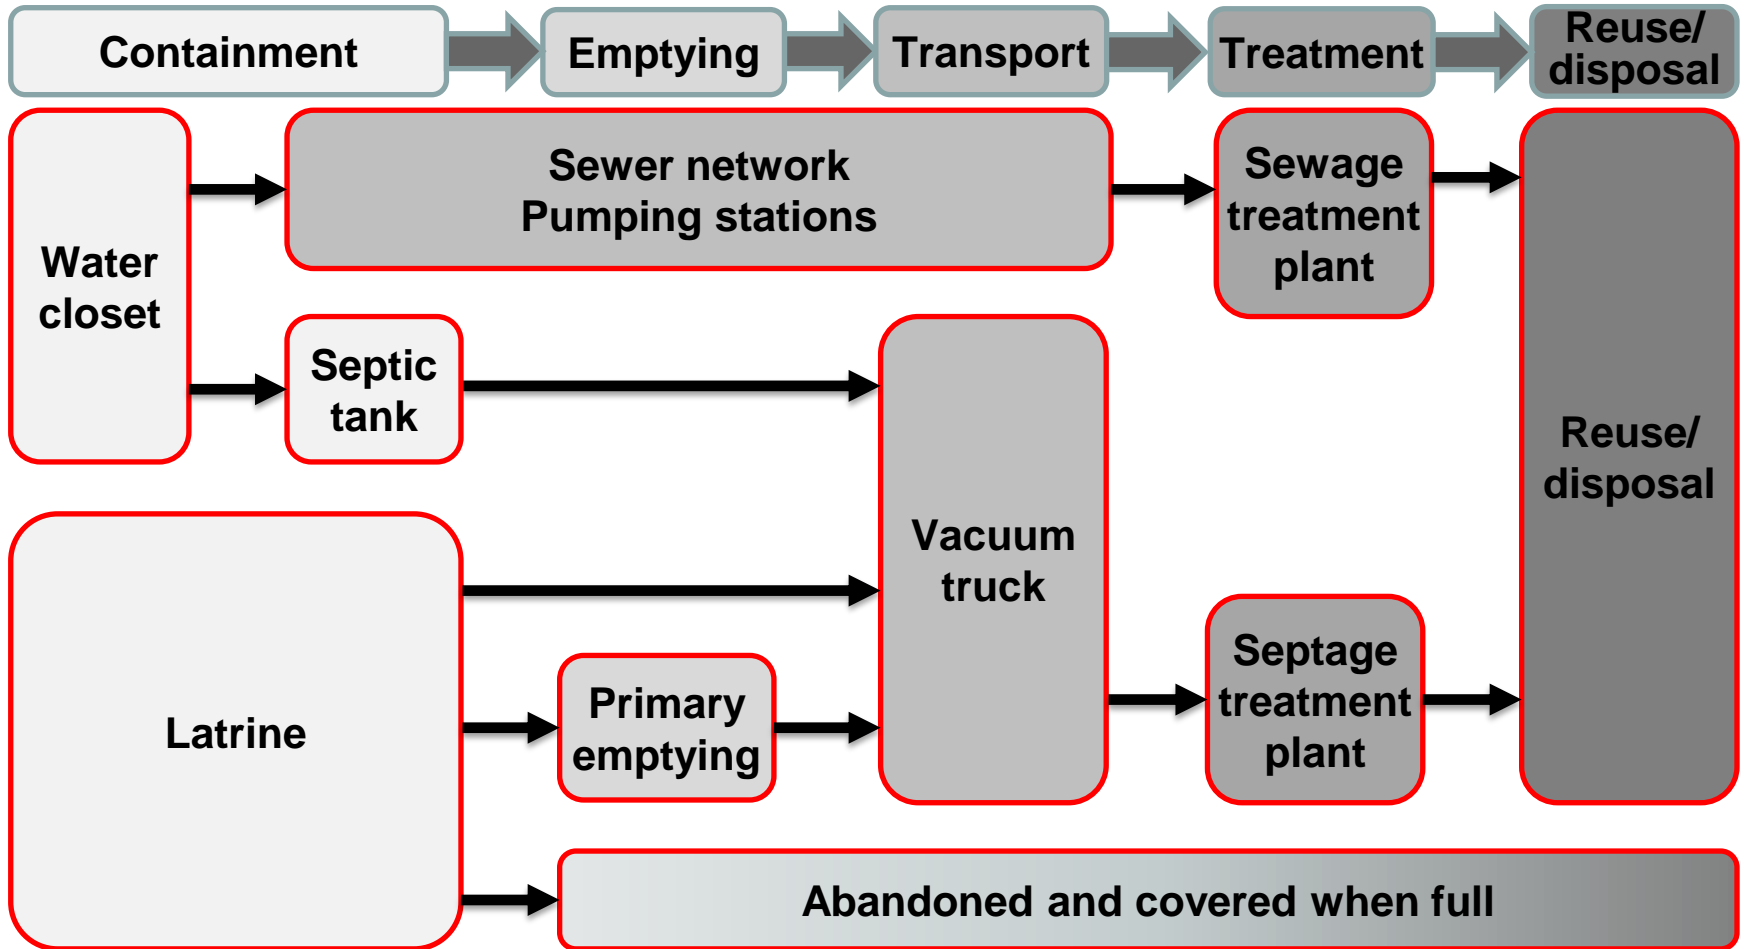 Containment
Emptying
Transport
Treatment
Reuse/
disposal
Water
closet
Sewer network
Pumping stations
Sewage
treatment
plant
Septic
tank
Vacuum
truck
Reuse/
disposal
Latrine
Primary
emptying
Septage
treatment
plant
Abandoned and covered when full